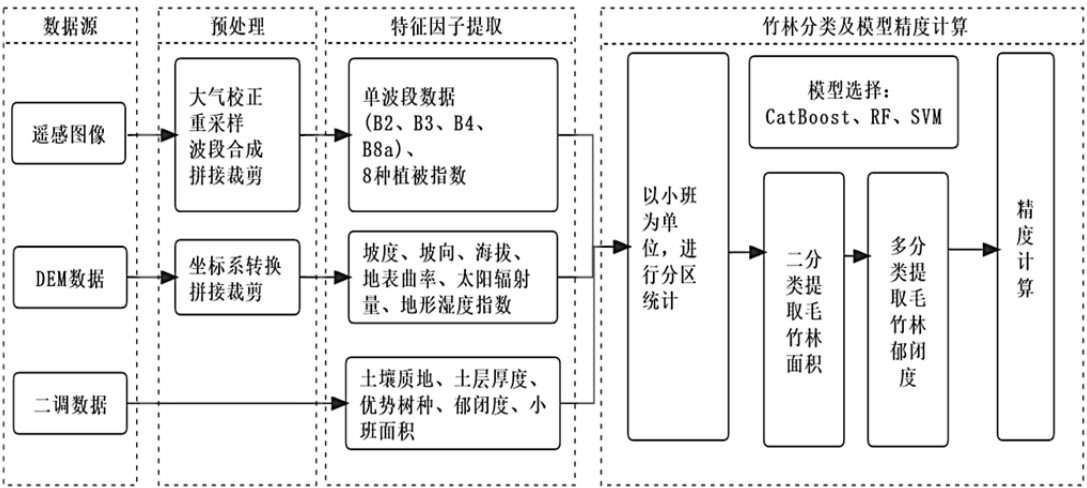 数据源
预处理
特征因子提取
竹林分类及模型精度计算
遥感图像
大气校正
重采样
波段合成
拼接裁剪
单波段数据
(B2、B3、B4、
B8a)、
8种植被指数
DEM数据
坐标系转换
拼接裁剪
坡度、坡向、海拔、
地表曲率、太阳辐射
量、地形湿度指数
二调数据
土壤质地、土层厚度、
优势树种、郁闭度、小
班面积
以小班
为单
位，进
行分区
统计
模型选择：
CatBoost、RF、SVM
二分
类提
取毛
竹林
面积
多分
类提
取毛
竹林
郁闭
度
精
度
计
算